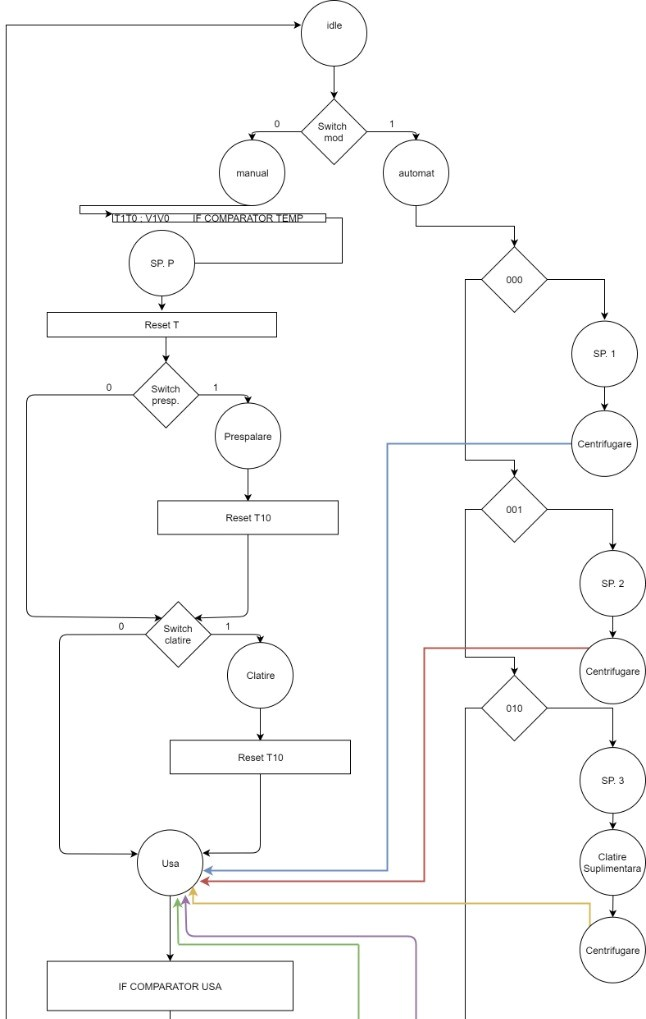 idle
0
Switch
mod
1
manual
automat
T1T0 : V1V0 IF COMPARATOR TEMP
SP. P
000
Reset T
SP. 1
0
Switch
presp.
1
Prespalare
Centrifugare
Reset T10
001
SP. 2
0
Switch
clatire
1
Clatire
Centrifugare
010
Reset T10
SP. 3
Usa
Clatire
Suplimentara
Centrifugare
IF COMPARATOR USA